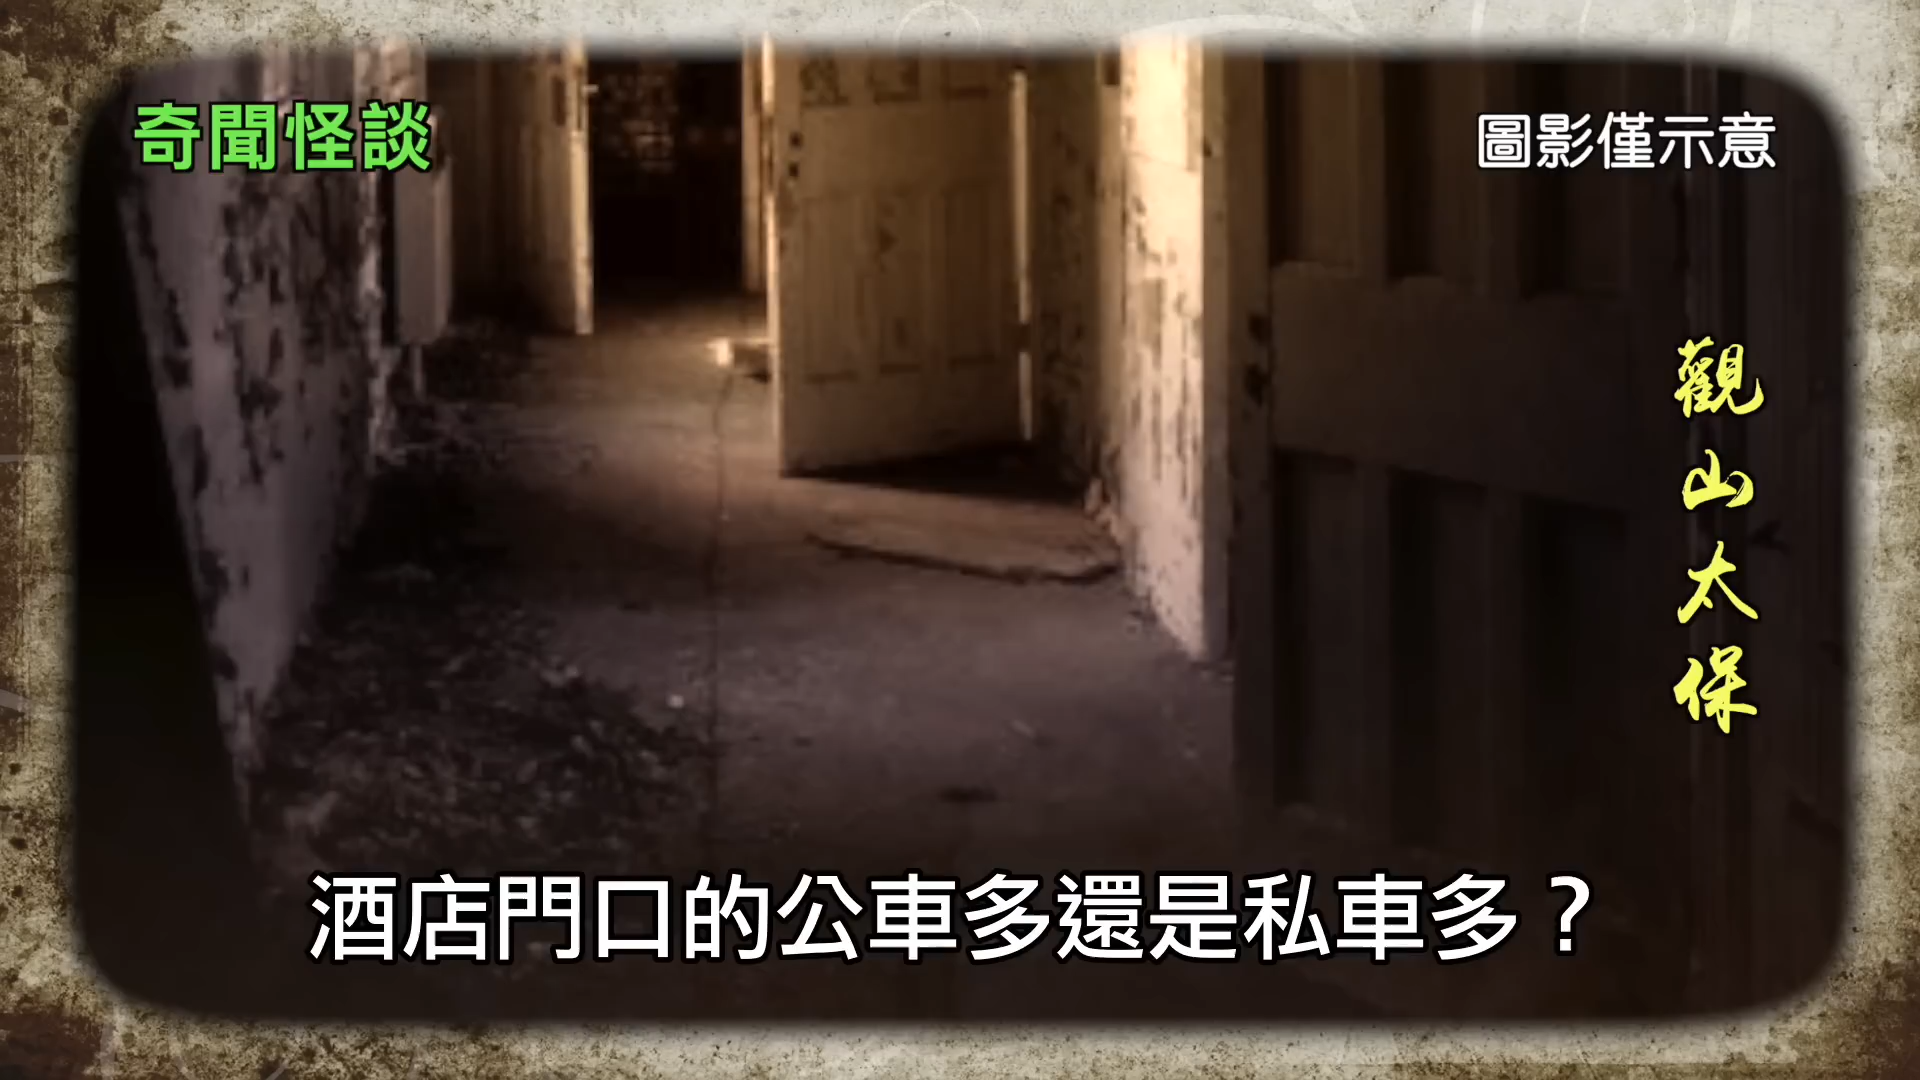 奇聞怪談
圖影僅示意
觀山太保
酒店門口的公車多還是私車多？